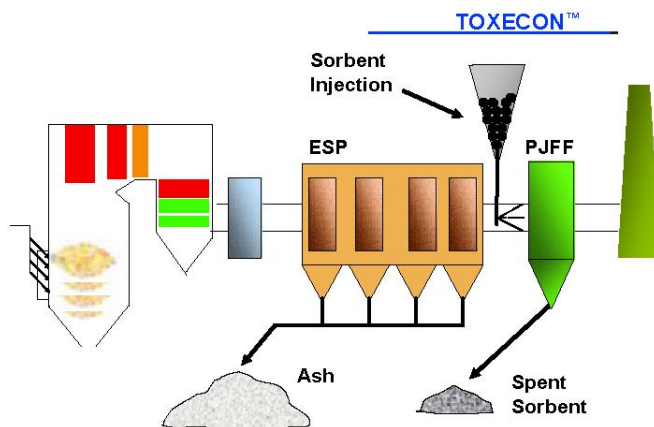 TOXECON™
Sorbent
Injection
ESP
PJFF
Ash
Spent
Sorbent